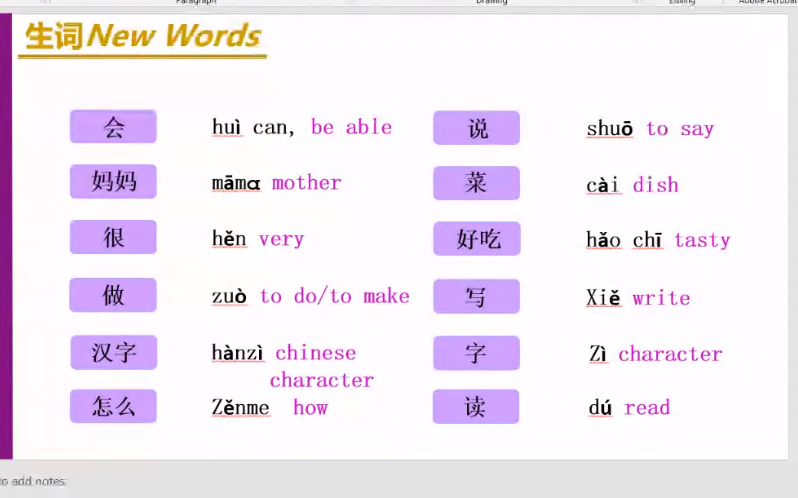 Paragraph Drawing Editing Adobe Acrobat
生词New Words
会 huì can, be able 说 shuō to say
妈妈 māmɑ mother 菜 cài dish
很 hěn very 好吃 hǎo chī tasty
做 zuò to do/to make 写 Xiě write
汉字 hànzì chinese 字 Zì character
character
怎么 Zěnme how 读 dú read
to add notes